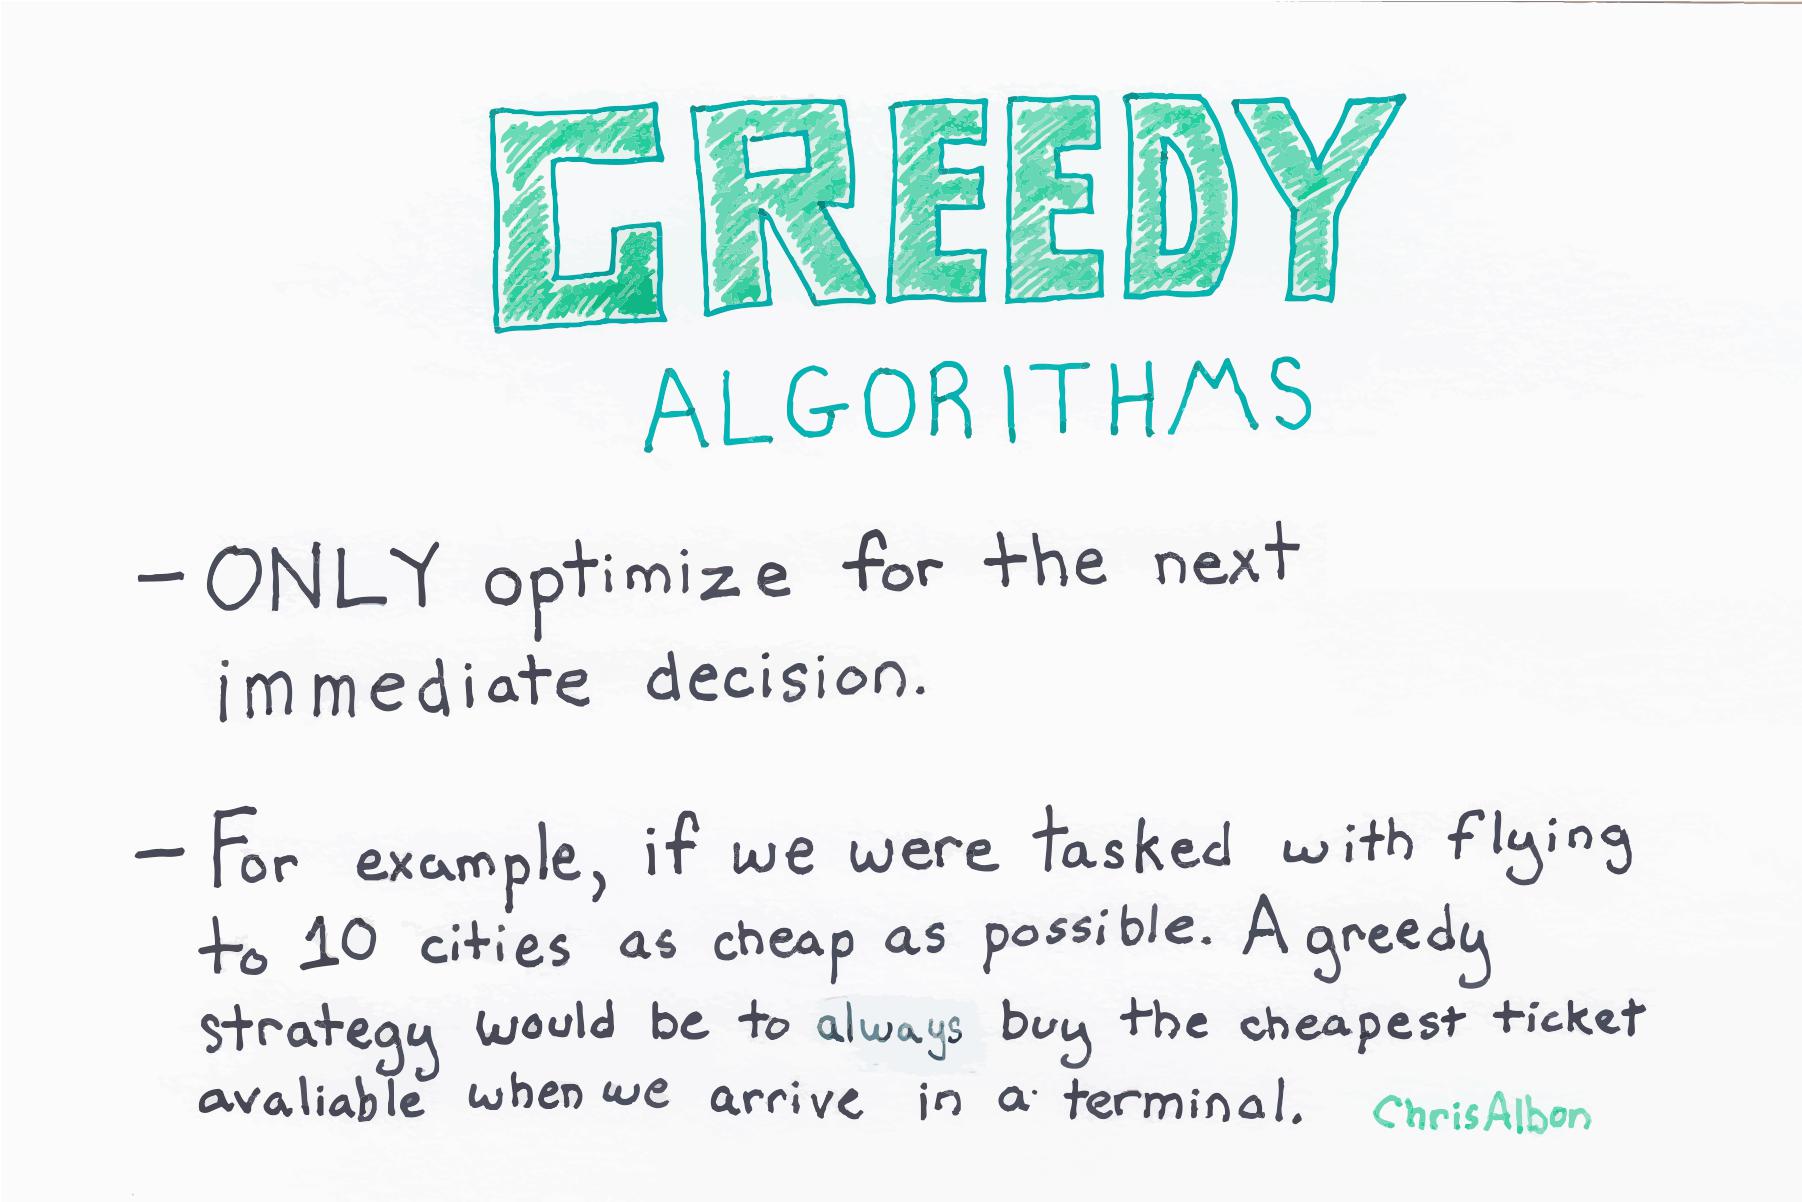 GREEDY
ALGORITHMS
- ONLY optimize for the next
immediate decision.
- For example, if we were tasked with flying
to 10 cities as cheap as possible. A greedy
strategy would be to always buy the cheapest ticket
avaliable when we arrive in a terminal.
ChrisAlbon